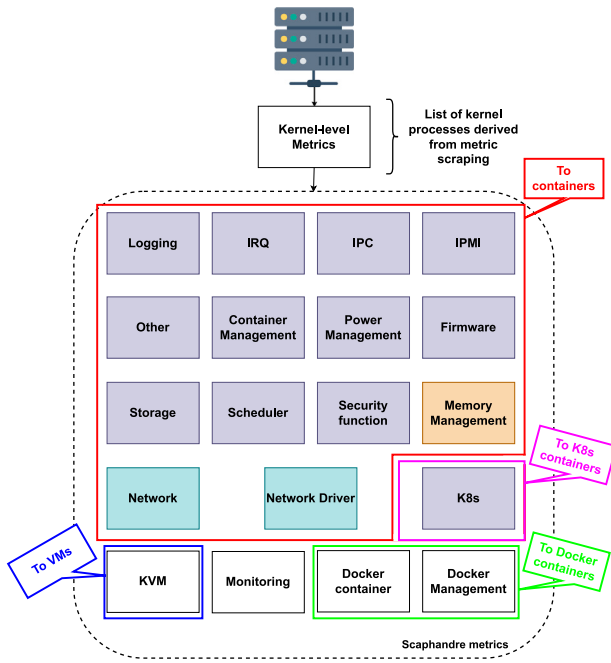 Kernel-level
Metrics
List of kernel
processes derived
from metric
scraping
To
containers
Logging
IRQ
IPC
IPMI
Other
Container
Management
Power
Management
Firmware
Storage
Scheduler
Security
function
Memory
Management
To K8s
containers
Network
Network Driver
K8s
To VMs
KVM
Monitoring
Docker
container
Docker
Management
To Docker
containers
Scaphandre metrics